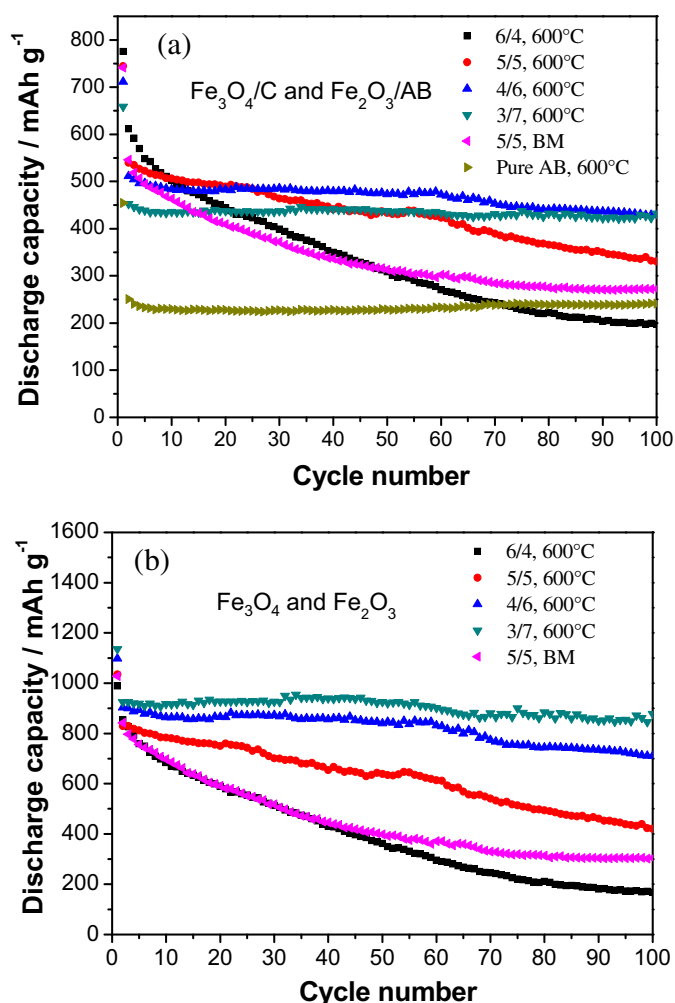 (a)
Fe₃O₄/C and Fe₂O₃/AB
6/4, 600°C
5/5, 600°C
4/6, 600°C
3/7, 600°C
5/5, BM
Pure AB, 600°C
Discharge capacity / mAh g⁻¹
800
700
600
500
400
300
200
100
0
0 10 20 30 40 50 60 70 80 90 100
Cycle number
(b)
Fe₃O₄ and Fe₂O₃
6/4, 600°C
5/5, 600°C
4/6, 600°C
3/7, 600°C
5/5, BM
Discharge capacity / mAh g⁻¹
1600
1400
1200
1000
800
600
400
200
0
0 10 20 30 40 50 60 70 80 90 100
Cycle number